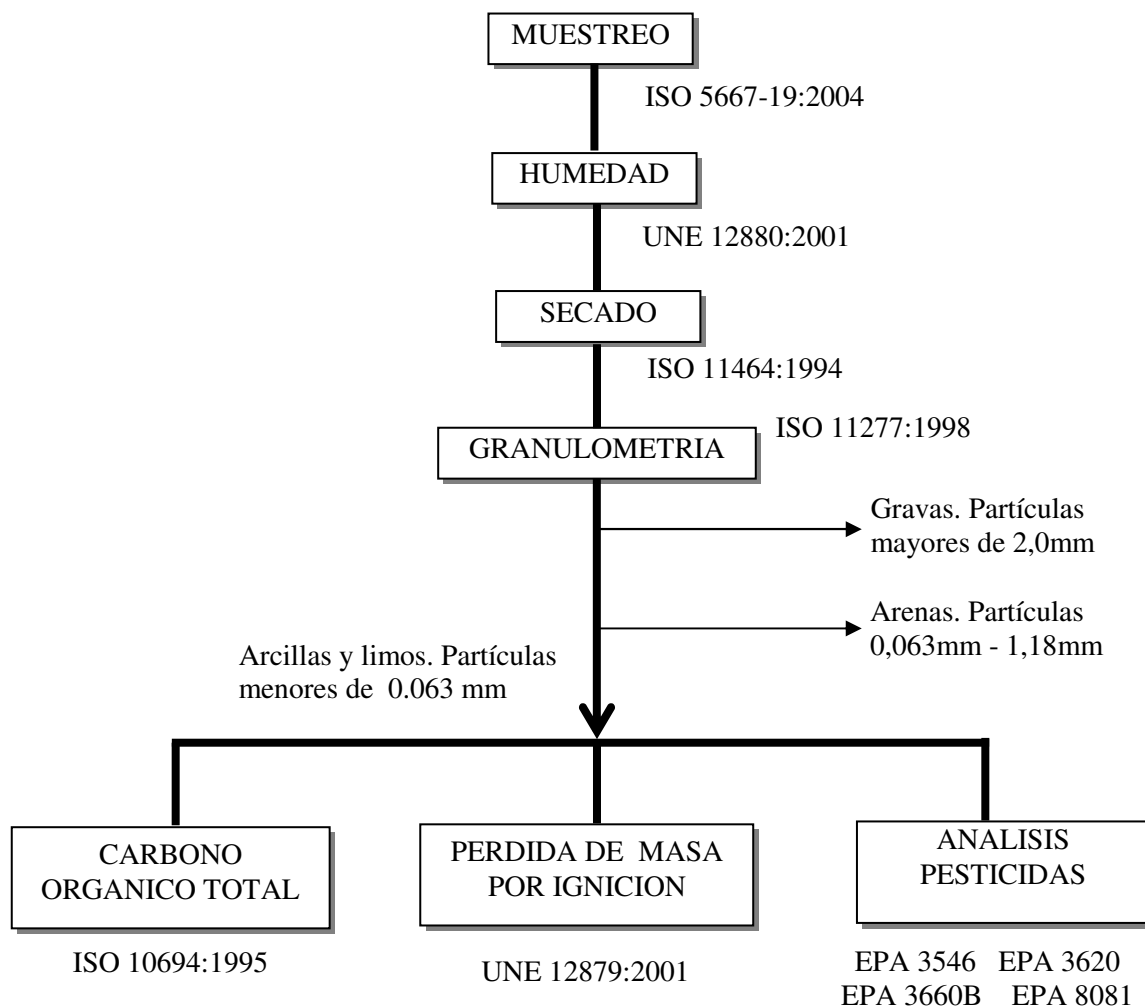 MUESTREO
ISO 5667-19:2004
HUMEDAD
UNE 12880:2001
SECADO
ISO 11464:1994
ISO 11277:1998
GRANULOMETRIA
Gravas. Partículas
mayores de 2,0mm
Arenas. Partículas
0,063mm - 1,18mm
Arcillas y limos. Partículas
menores de 0.063 mm
CARBONO
ORGANICO TOTAL
ISO 10694:1995
PERDIDA DE MASA
POR IGNICION
UNE 12879:2001
ANALISIS
PESTICIDAS
EPA 3546 EPA 3620
EPA 3660B EPA 8081